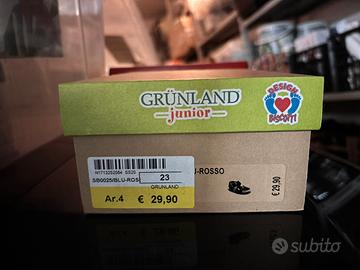 GRÜNLAND
junior
DESIGN
BISCOTTI
SB0025/BLU-ROS
23
GRUNLAND
Ar.4 € 29,90
U-ROSSO
€ 29,90
subito